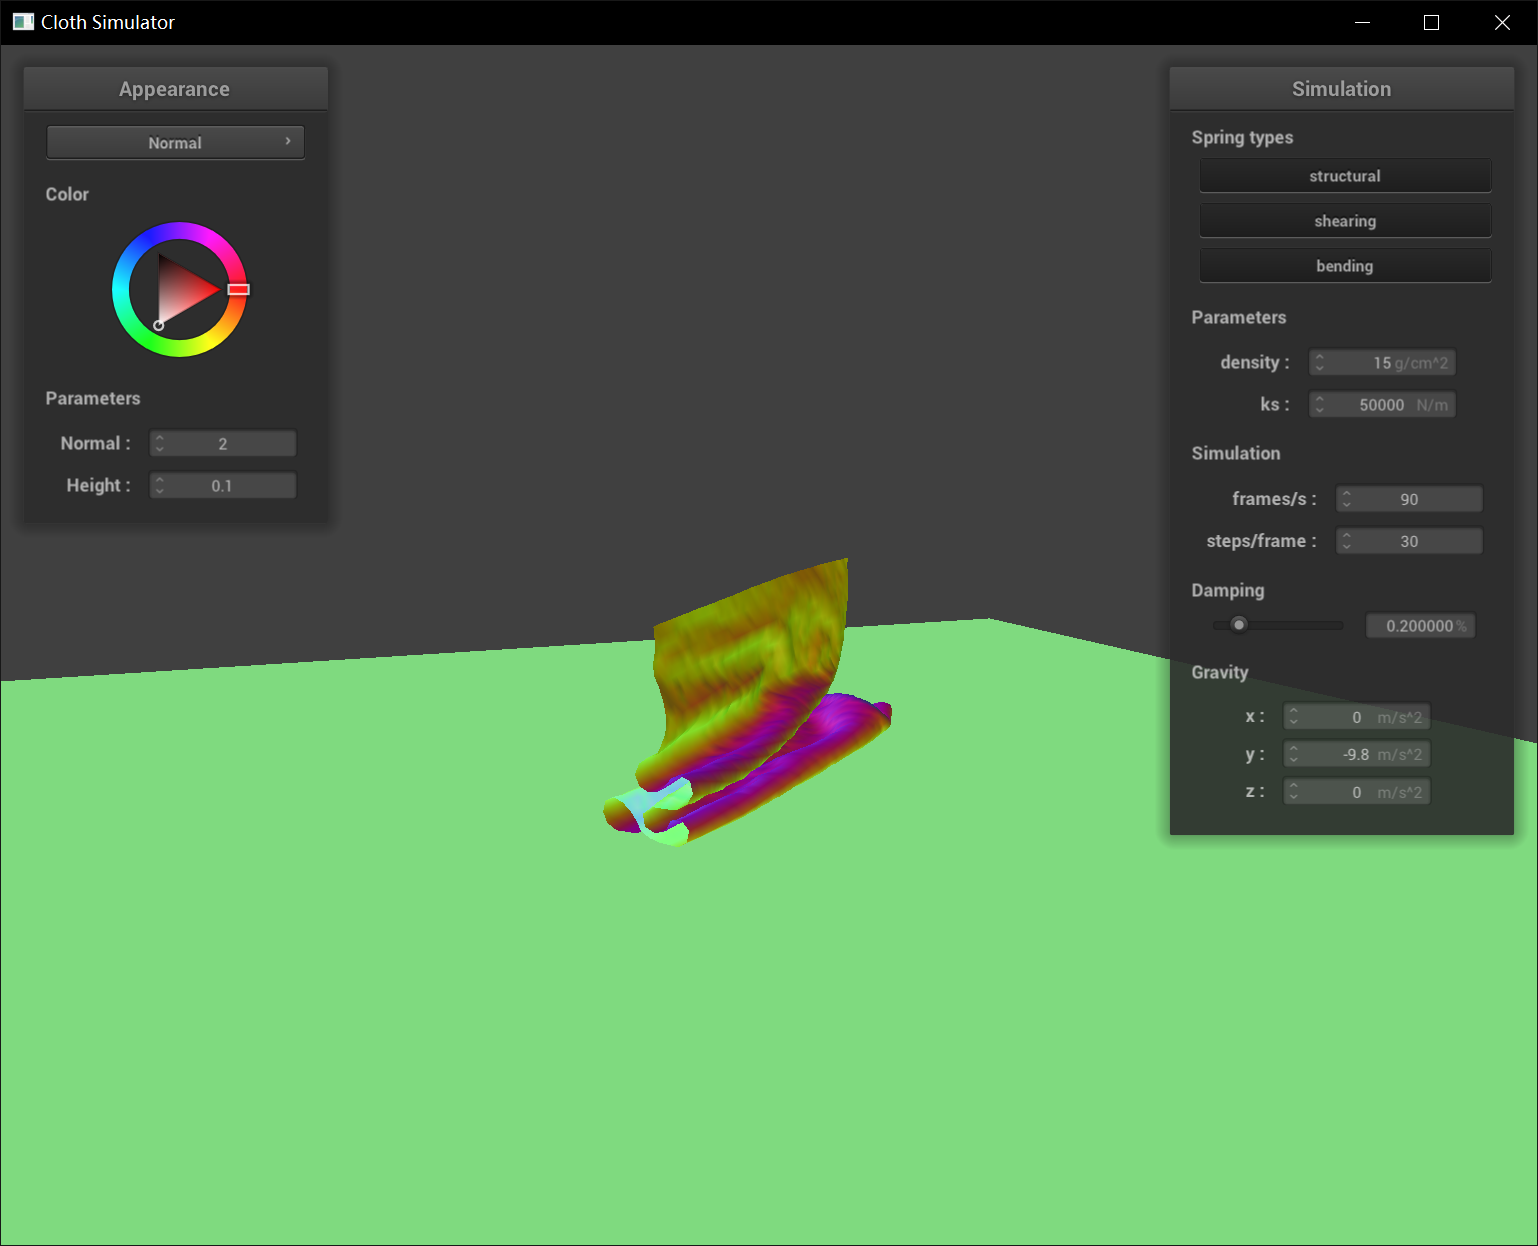 Cloth Simulator
Appearance
Normal
Color
Parameters
Normal : 2
Height : 0.1
Simulation
Spring types
structural
shearing
bending
Parameters
density : 15 g/cm^2
ks : 50000 N/m
Simulation
frames/s : 90
steps/frame : 30
Damping
0.200000 %
Gravity
x : 0 m/s^2
y : -9.8 m/s^2
z : 0 m/s^2